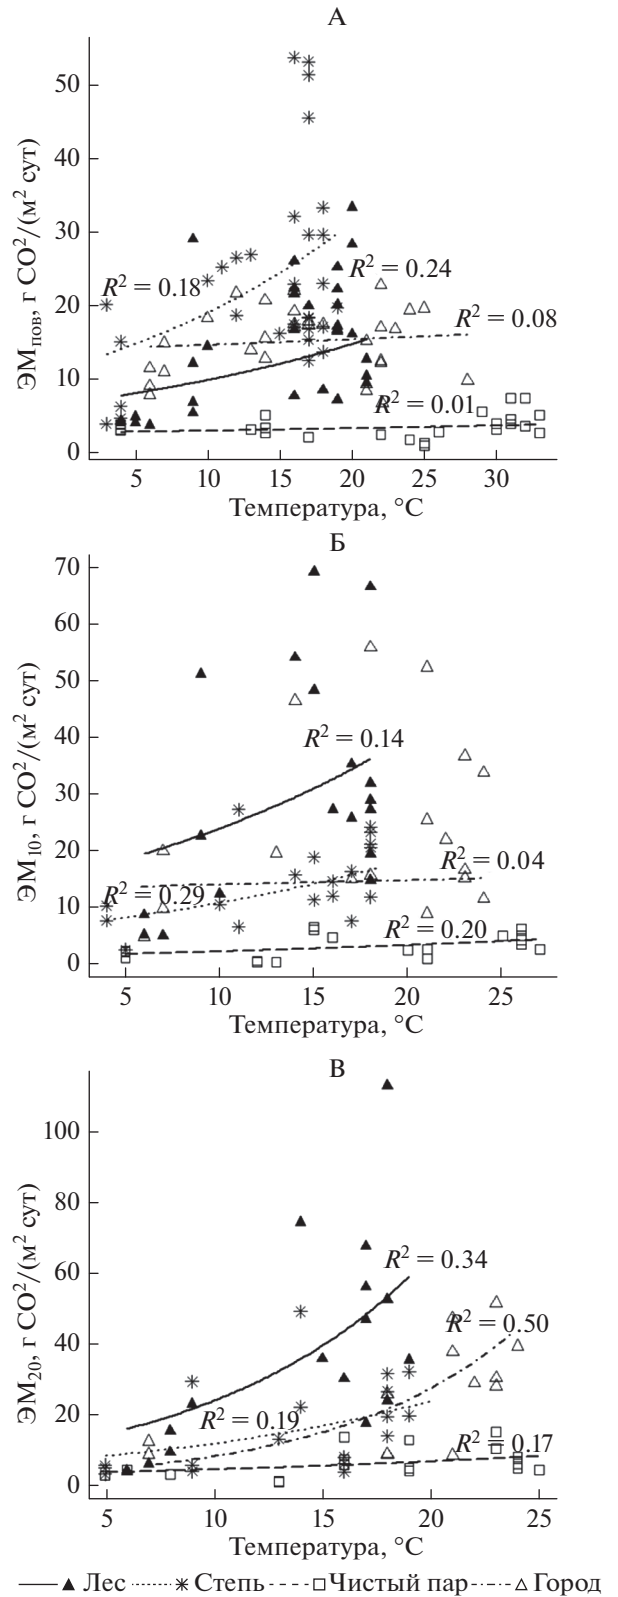 А
50
40
30
20
10
0
ЭМпов, г CO²/(м² сут)
R² = 0.18
R² = 0.24
R² = 0.08
R² = 0.01
5 10 15 20 25 30
Температура, °C
Б
70
60
50
40
30
20
10
0
ЭМ₁₀, г CO²/(м² сут)
R² = 0.14
R² = 0.04
R² = 0.29
R² = 0.20
5 10 15 20 25
Температура, °C
В
100
80
60
40
20
0
ЭМ₂₀, г CO²/(м² сут)
R² = 0.34
R² = 0.50
R² = 0.19
R² = 0.17
5 10 15 20 25
Температура, °C
Лес Степь Чистый пар Город